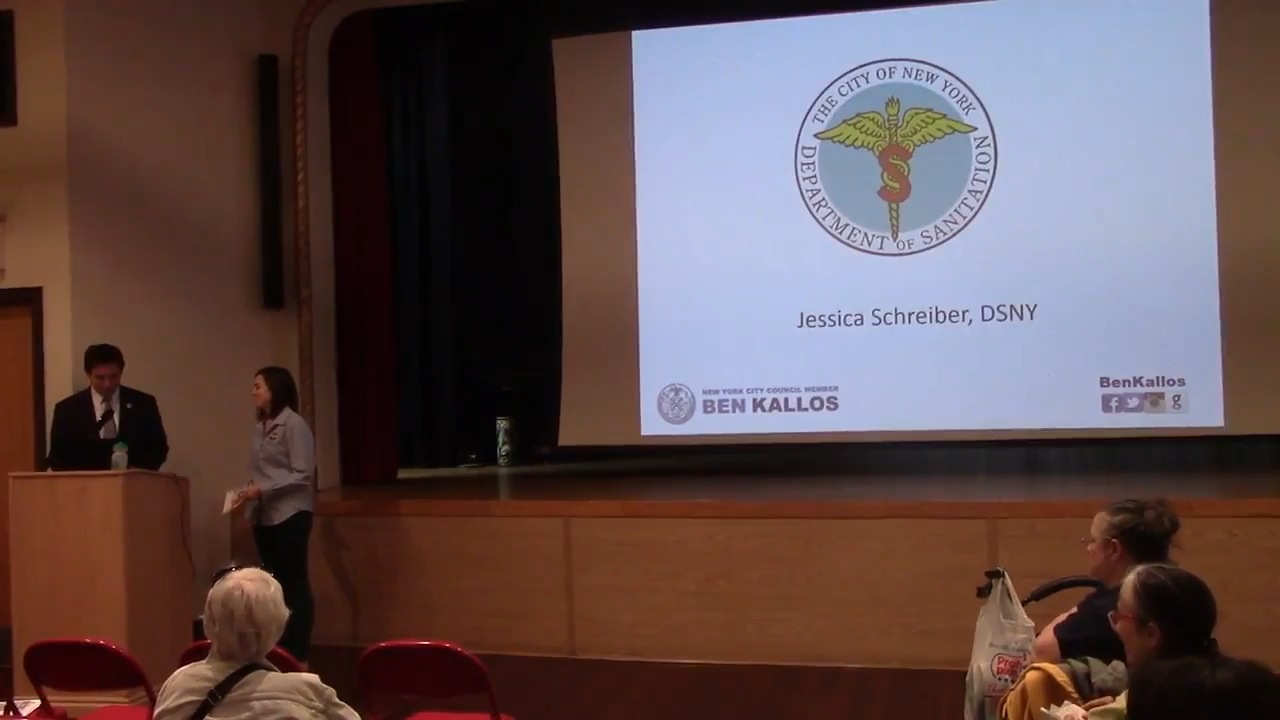 THE CITY OF NEW YORK
DEPARTMENT OF SANITATION
S
Jessica Schreiber, DSNY
NEW YORK CITY COUNCIL MEMBER
BEN KALLOS
BenKallos
f g